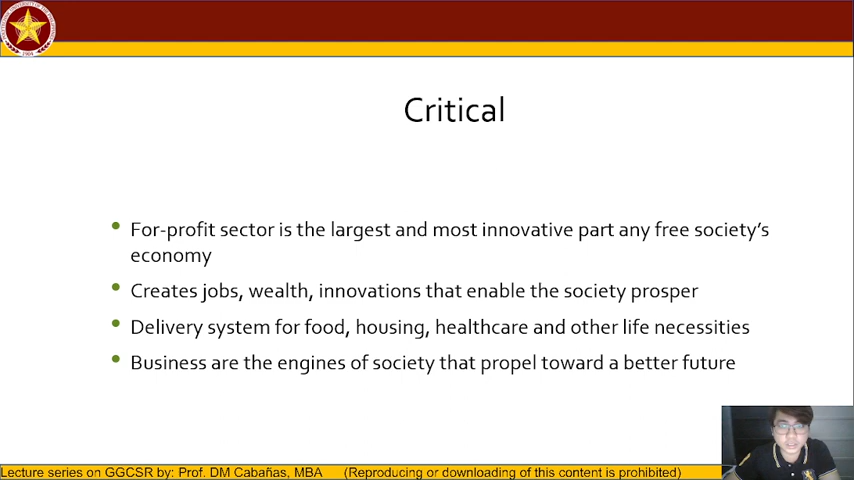 Critical
For-profit sector is the largest and most innovative part any free society's
economy
Creates jobs, wealth, innovations that enable the society prosper
Delivery system for food, housing, healthcare and other life necessities
Business are the engines of society that propel toward a better future
Lecture series on GGCSR by: Prof. DM Cabañas, MBA (Reproducing or downloading of this content is prohibited)